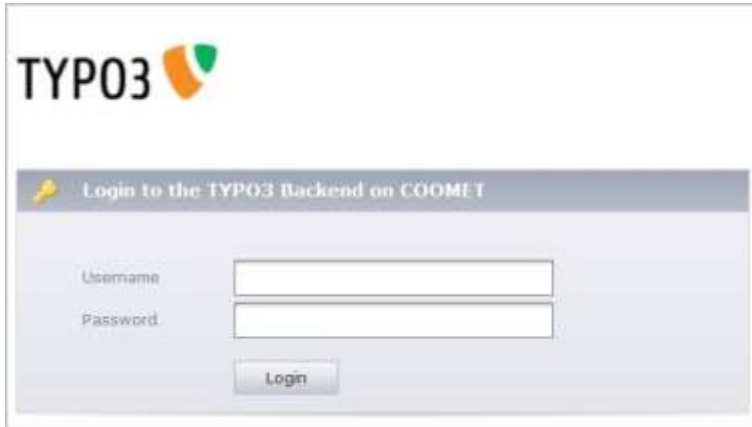 TYPO3
Login to the TYPO3 Backend on COOMET
Username
Password
Login